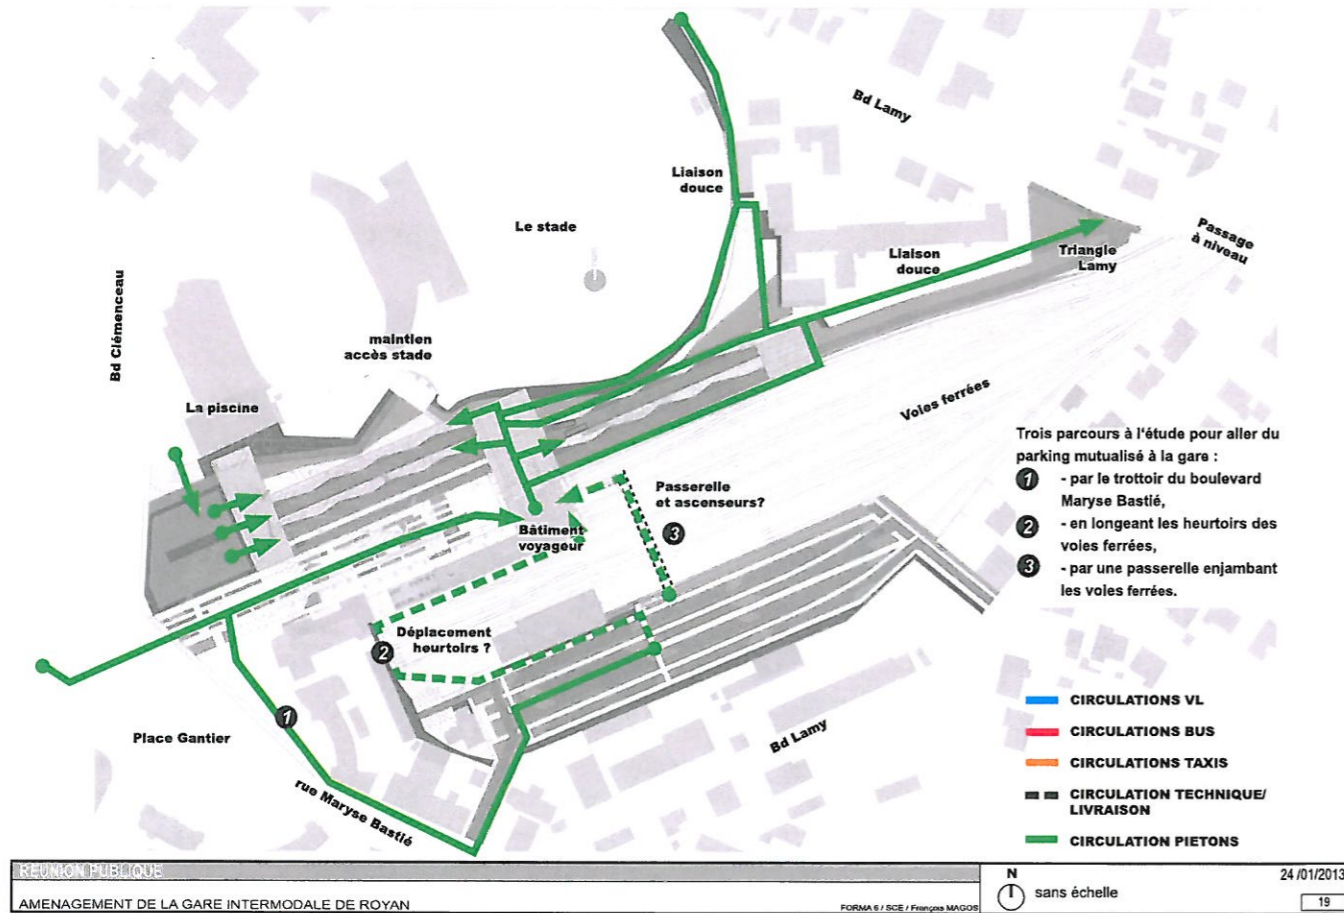 Bd Lamy
Liaison
douce
Le stade
Passage
à niveau
Liaison
douce
Triangle
Lamy
Bd Clémenceau
maintien
accès stade
La piscine
Voies ferrées
Trois parcours à l'étude pour aller du
parking mutualisé à la gare :
1 - par le trottoir du boulevard
Maryse Bastié,
2 - en longeant les heurtoirs des
voies ferrées,
3 - par une passerelle enjambant
les voies ferrées.
Passerelle
et ascenseurs?
3
Bâtiment
voyageur
Déplacement
heurtoirs ?
2
1
Place Gantier
rue Maryse Bastié
Bd Lamy
CIRCULATIONS VL
CIRCULATIONS BUS
CIRCULATIONS TAXIS
CIRCULATION TECHNIQUE/
LIVRAISON
CIRCULATION PIETONS
REUNION PUBLIQUE
AMENAGEMENT DE LA GARE INTERMODALE DE ROYAN
FORMA 6 / SCE / François MAGOS
N
sans échelle
24 /01/2013
19